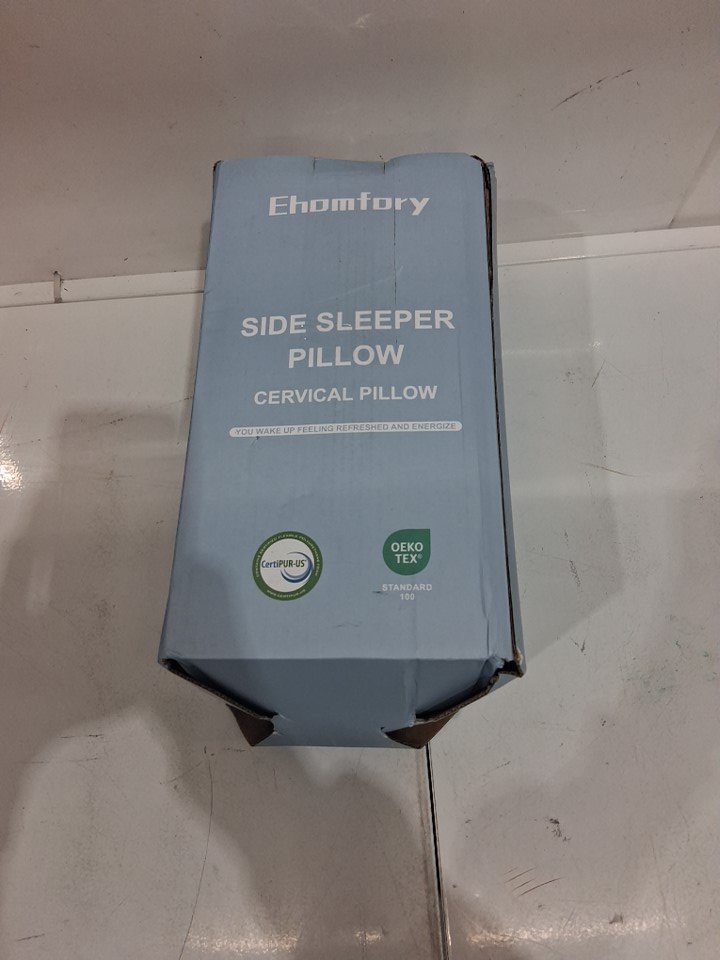 Ehomfory
SIDE SLEEPER
PILLOW
CERVICAL PILLOW
YOU WAKE UP FEELING REFRESHED AND ENERGIZE
CertiPUR-US
OEKO
TEX®
STANDARD
100